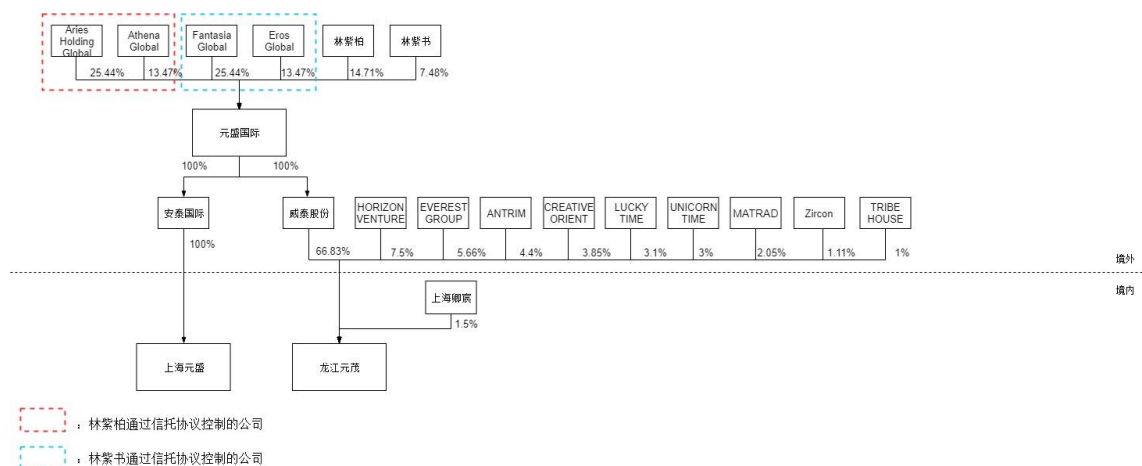 Aries
Holding
Global
Athena
Global
Fantasia
Global
Eros
Global
林紫柏
林紫书
25.44%
13.47%
25.44%
13.47%
14.71%
7.48%
元盛国际
100%
100%
安泰国际
威泰股份
HORIZON
VENTURE
EVEREST
GROUP
ANTRIM
CREATIVE
ORIENT
LUCKY
TIME
UNICORN
TIME
MATRAD
Zircon
TRIBE
HOUSE
100%
66.83%
7.5%
5.66%
4.4%
3.85%
3.1%
3%
2.05%
1.11%
1%
境外
境内
上海卿宸
1.5%
上海元盛
龙江元茂
：林紫柏通过信托协议控制的公司
：林紫书通过信托协议控制的公司